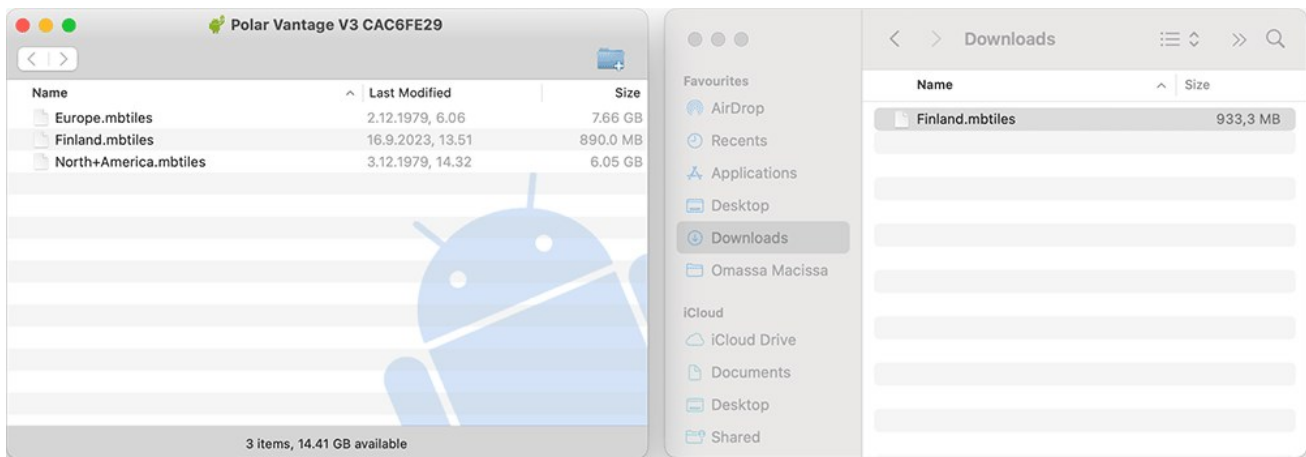 Polar Vantage V3 CAC6FE29
Name Last Modified Size
Europe.mbtiles 2.12.1979, 6.06 7.66 GB
Finland.mbtiles 16.9.2023, 13.51 890.0 MB
North+America.mbtiles 3.12.1979, 14.32 6.05 GB
3 items, 14.41 GB available
Favourites
AirDrop
Recents
Applications
Desktop
Downloads
Omassa Macissa
iCloud
iCloud Drive
Documents
Desktop
Shared
Downloads
Name Size
Finland.mbtiles 933,3 MB